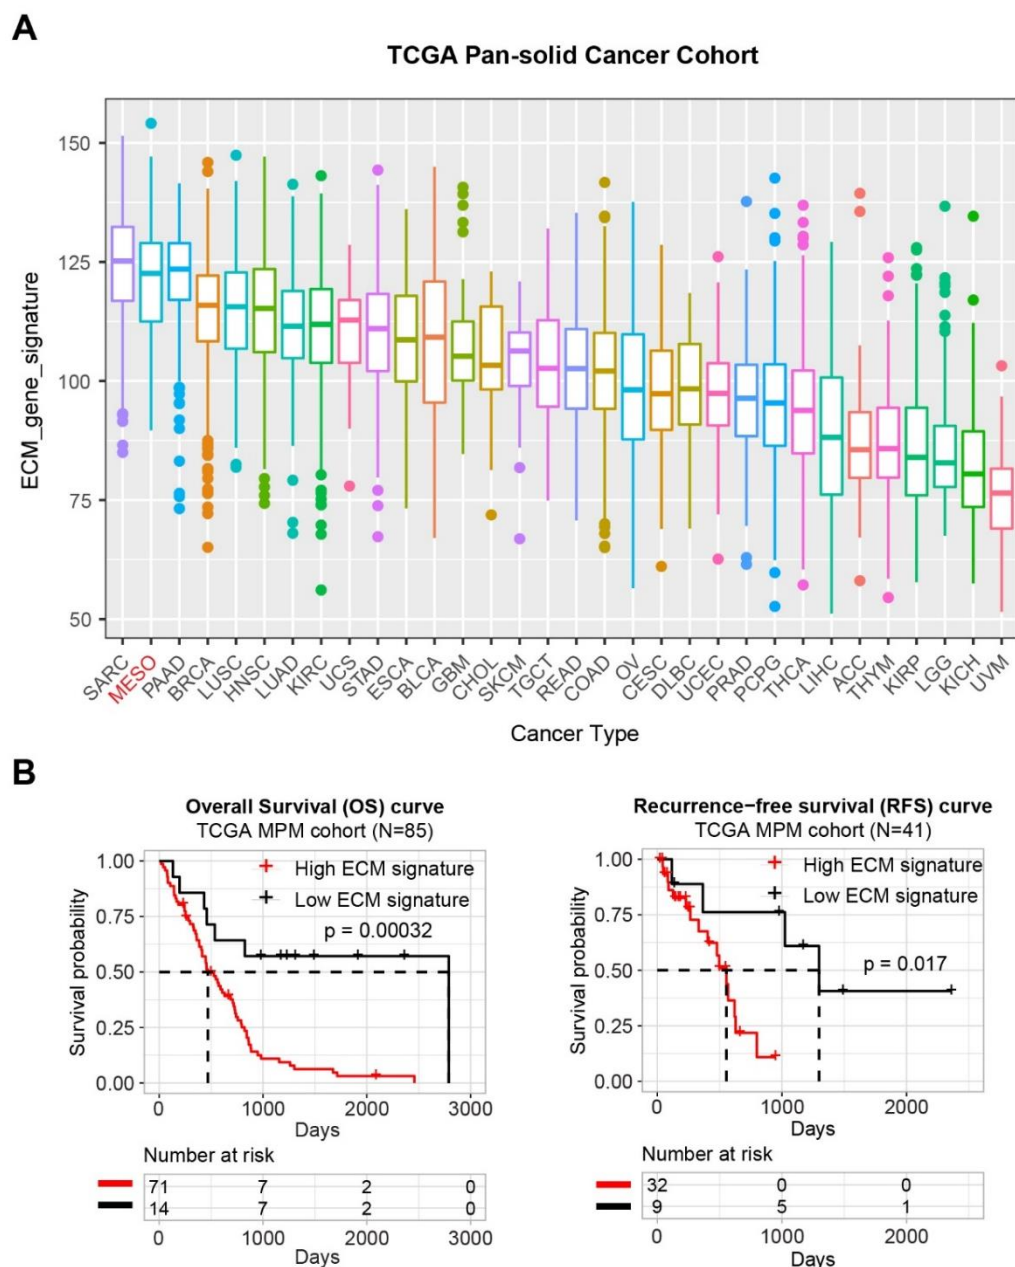 A
TCGA Pan-solid Cancer Cohort
ECM_gene_signature
150
125
100
75
50
SARC
MESO
PAAD
BRCA
LUSC
HNSC
LUAD
KIRC
UCS
STAD
ESCA
BLCA
GBM
CHOL
SKCM
TGCT
READ
COAD
OV
CESC
DLBC
UCEC
PRAD
PCPG
THCA
LIHC
ACC
THYM
KIRP
LGG
KICH
UVM
Cancer Type
B
Overall Survival (OS) curve
TCGA MPM cohort (N=85)
Survival probability
1.00
0.75
0.50
0.25
0.00
High ECM signature
Low ECM signature
p = 0.00032
0 1000 2000 3000
Days
Number at risk
71 7 2 0
14 7 2 0
0 1000 2000 3000
Days
Recurrence−free survival (RFS) curve
TCGA MPM cohort (N=41)
Survival probability
1.00
0.75
0.50
0.25
0.00
High ECM signature
Low ECM signature
p = 0.017
0 1000 2000
Days
Number at risk
32 0 0
9 5 1
0 1000 2000
Days